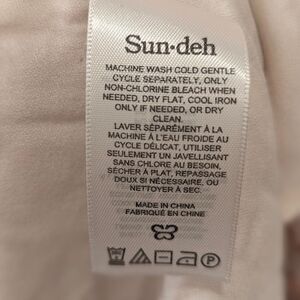 Sun·deh
MACHINE WASH COLD GENTLE
CYCLE SEPARATELY, ONLY
NON-CHLORINE BLEACH WHEN
NEEDED, DRY FLAT, COOL IRON
ONLY IF NEEDED, OR DRY
CLEAN.
LAVER SÉPARÉMENT À LA
MACHINE À L'EAU FROIDE AU
CYCLE DÉLICAT, UTILISER
SEULEMENT UN JAVELLISANT
SANS CHLORE AU BESOIN,
SÉCHER À PLAT, REPASSAGE
DOUX SI NÉCESSAIRE, OU
NETTOYER À SEC.
MADE IN CHINA
FABRIQUÉ EN CHINE
P